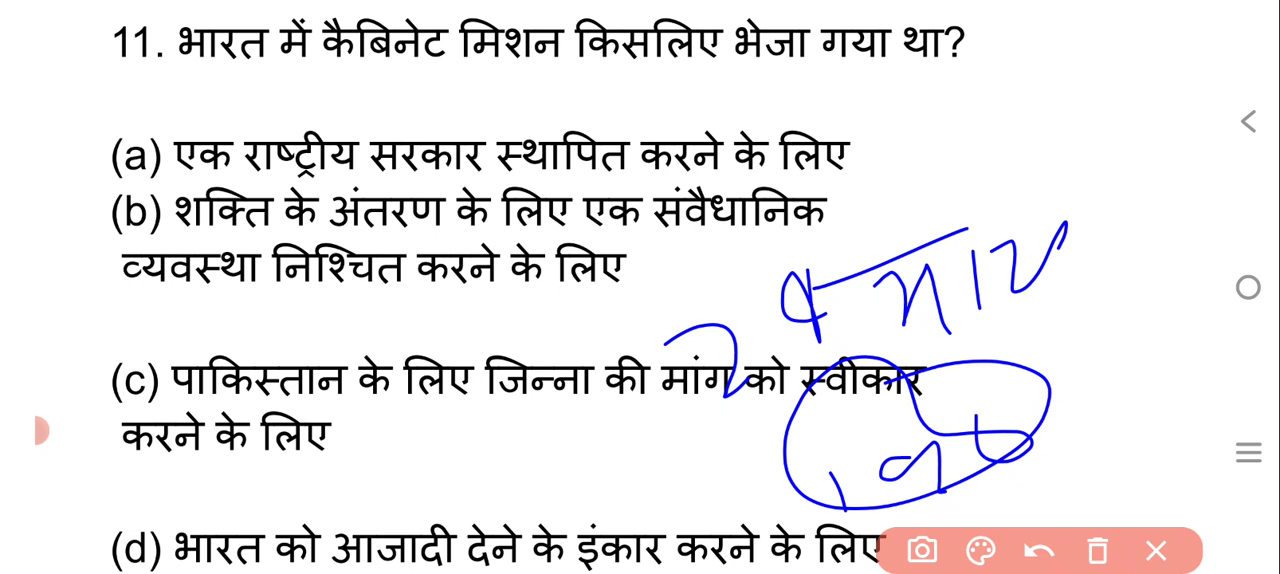 11. भारत में कैबिनेट मिशन किसलिए भेजा गया था?
(a) एक राष्ट्रीय सरकार स्थापित करने के लिए
(b) शक्ति के अंतरण के लिए एक संवैधानिक
व्यवस्था निश्चित करने के लिए
(c) पाकिस्तान के लिए जिन्ना की मांग को स्वीकार
करने के लिए
(d) भारत को आजादी देने के इंकार करने के लिए